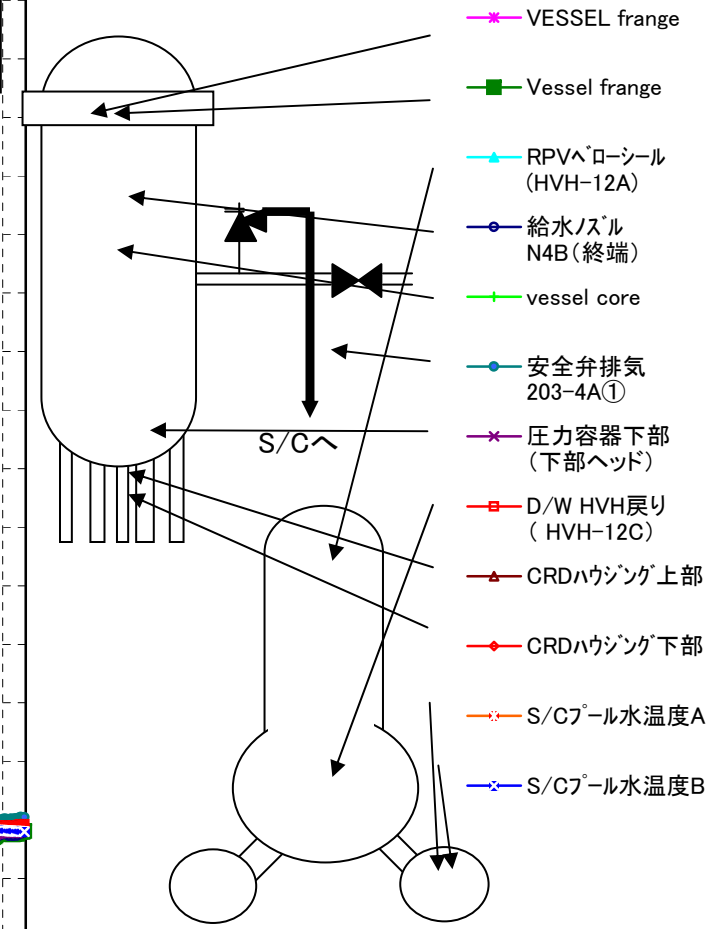 VESSEL frange
Vessel frange
RPVﾍﾞﾛｰｼｰﾙ
(HVH-12A)
給水ﾉｽﾞﾙ
N4B(終端)
vessel core
安全弁排気
203-4A①
S/Cへ
圧力容器下部
(下部ヘッド)
D/W HVH戻り
( HVH-12C)
CRDﾊｳｼﾞﾝｸﾞ上部
CRDﾊｳｼﾞﾝｸﾞ下部
S/Cﾌﾟｰﾙ水温度A
S/Cﾌﾟｰﾙ水温度B